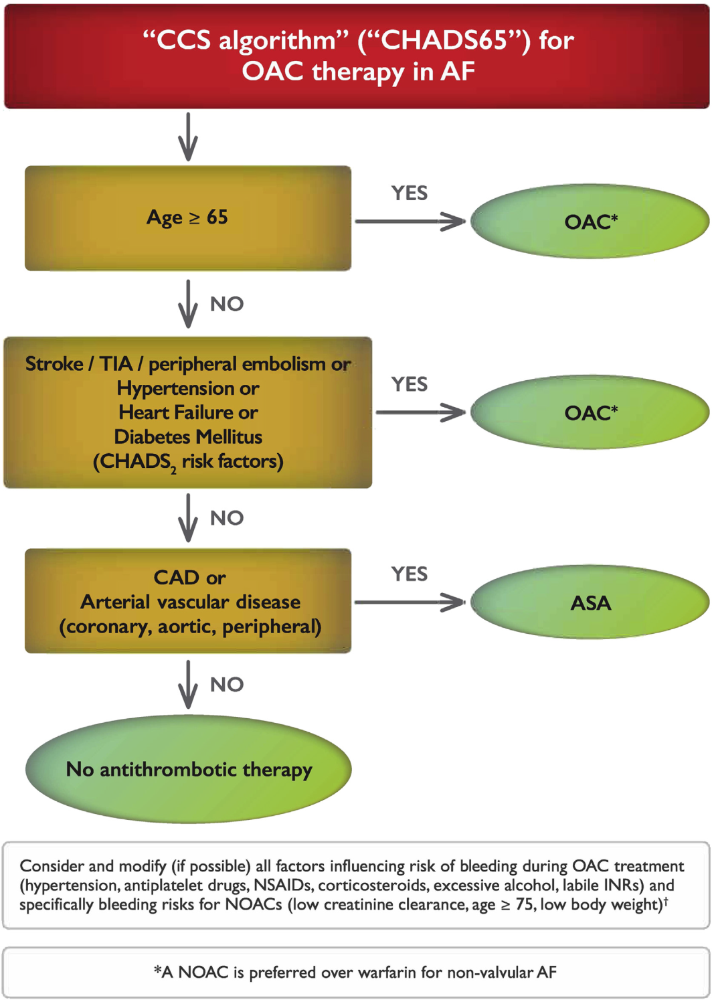 “CCS algorithm” (“CHADS65”) for
OAC therapy in AF
Age ≥ 65
YES
OAC*
NO
Stroke / TIA / peripheral embolism or
Hypertension or
Heart Failure or
Diabetes Mellitus
(CHADS₂ risk factors)
YES
OAC*
NO
CAD or
Arterial vascular disease
(coronary, aortic, peripheral)
YES
ASA
NO
No antithrombotic therapy
Consider and modify (if possible) all factors influencing risk of bleeding during OAC treatment
(hypertension, antiplatelet drugs, NSAIDs, corticosteroids, excessive alcohol, labile INRs) and
specifically bleeding risks for NOACs (low creatinine clearance, age ≥ 75, low body weight)†
*A NOAC is preferred over warfarin for non-valvular AF